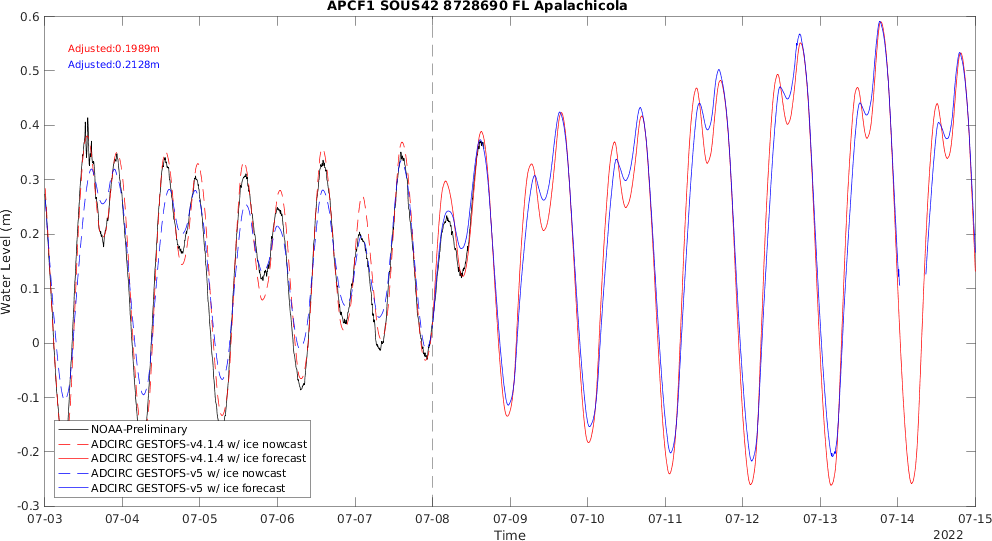 APCF1 SOUS42 8728690 FL Apalachicola
Adjusted:0.1989m
Adjusted:0.2128m
0.6
0.5
0.4
0.3
0.2
0.1
0
-0.1
-0.2
-0.3
Water Level (m)
NOAA-Preliminary
ADCIRC GESTOFS-v4.1.4 w/ ice nowcast
ADCIRC GESTOFS-v4.1.4 w/ ice forecast
ADCIRC GESTOFS-v5 w/ ice nowcast
ADCIRC GESTOFS-v5 w/ ice forecast
07-03 07-04 07-05 07-06 07-07 07-08 07-09 07-10 07-11 07-12 07-13 07-14 07-15
Time
2022